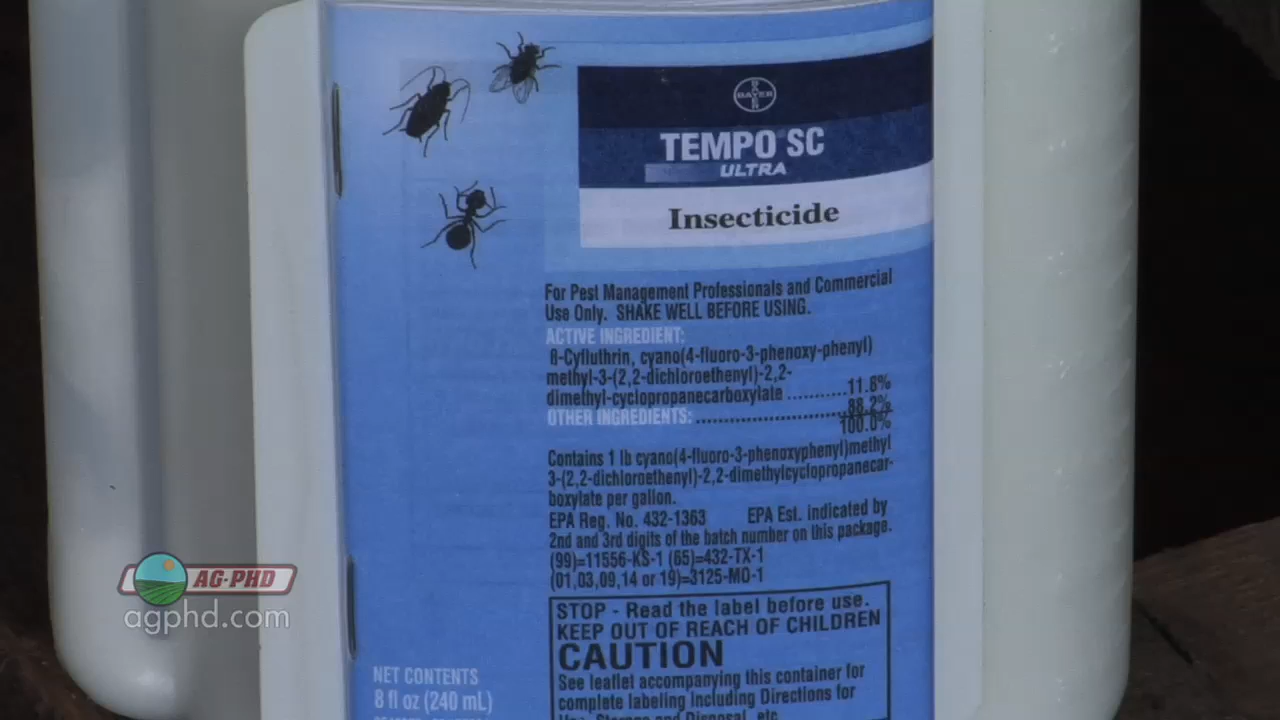 BAYER
BAYER
TEMPO SC
ULTRA
Insecticide
For Pest Management Professionals and Commercial
Use Only. SHAKE WELL BEFORE USING.
ACTIVE INGREDIENT:
β-Cyfluthrin, cyano(4-fluoro-3-phenoxy-phenyl)
methyl-3-(2,2-dichloroethenyl)-2,2-
dimethyl-cyclopropanecarboxylate ...........11.8%
OTHER INGREDIENTS: ...........................88.2%
100.0%
Contains 1 lb cyano(4-fluoro-3-phenoxyphenyl)methyl
3-(2,2-dichloroethenyl)-2,2-dimethylcyclopropanecar-
boxylate per gallon.
EPA Reg. No. 432-1363 EPA Est. indicated by
2nd and 3rd digits of the batch number on this package.
(99)=11556-KS-1 (65)=432-TX-1
(01,03,09,14 or 19)=3125-MO-1
STOP - Read the label before use.
KEEP OUT OF REACH OF CHILDREN
CAUTION
See leaflet accompanying this container for
complete labeling including Directions for
Use, Storage and Disposal, etc.
NET CONTENTS
8 fl oz (240 mL)
AG-PHD
agphd.com